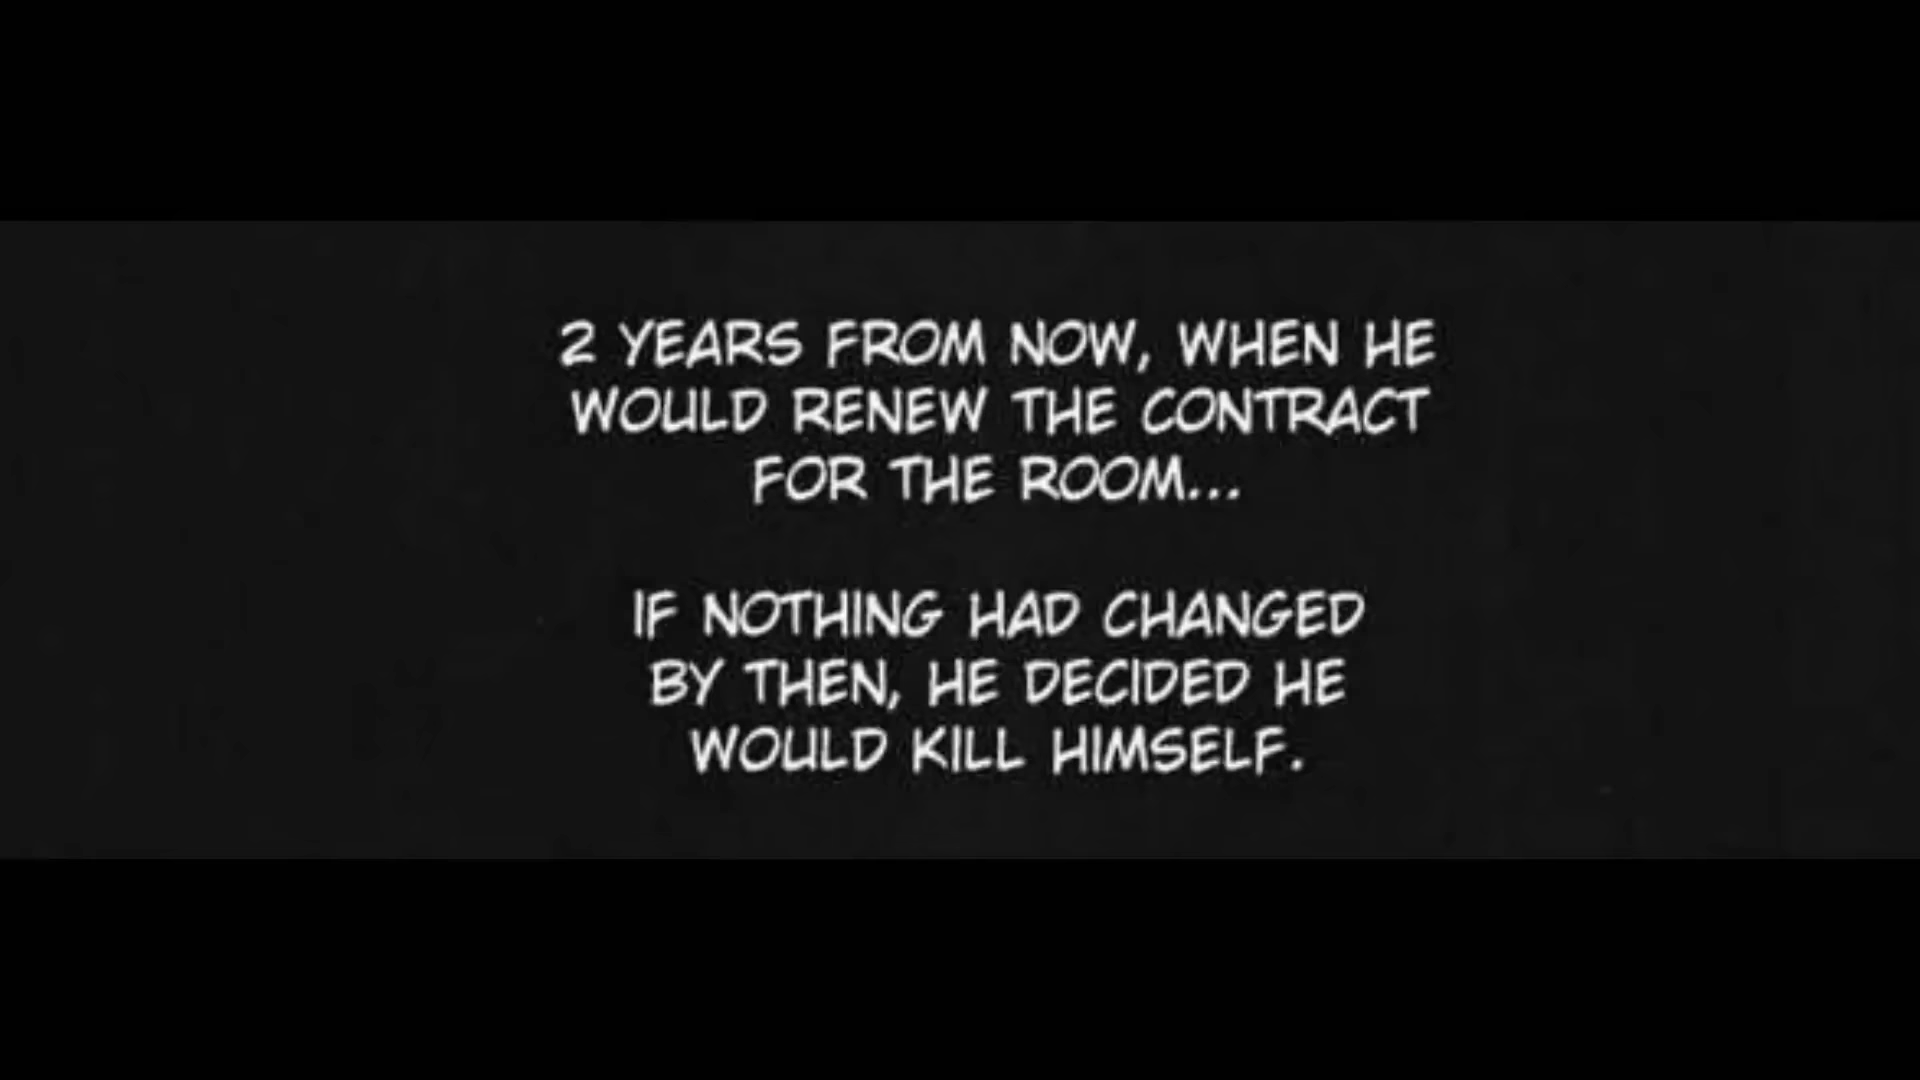 2 YEARS FROM NOW, WHEN HE
WOULD RENEW THE CONTRACT
FOR THE ROOM...
IF NOTHING HAD CHANGED
BY THEN, HE DECIDED HE
WOULD KILL HIMSELF.